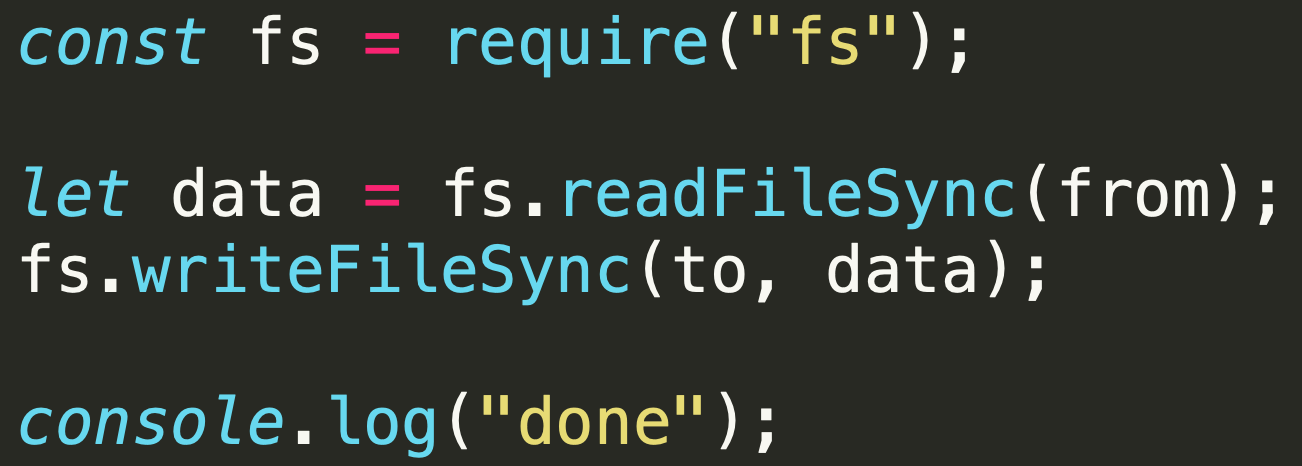 const fs = require("fs");
let data = fs.readFileSync(from);
fs.writeFileSync(to, data);
console.log("done");